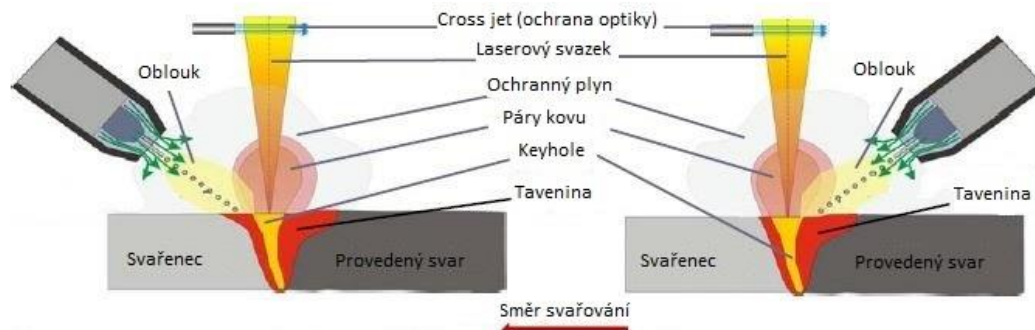 Cross jet (ochrana optiky)
Laserový svazek
Oblouk
Oblouk
Ochranný plyn
Páry kovu
Keyhole
Tavenina
Tavenina
Svařenec
Provedený svar
Svařenec
Provedený svar
Směr svařování